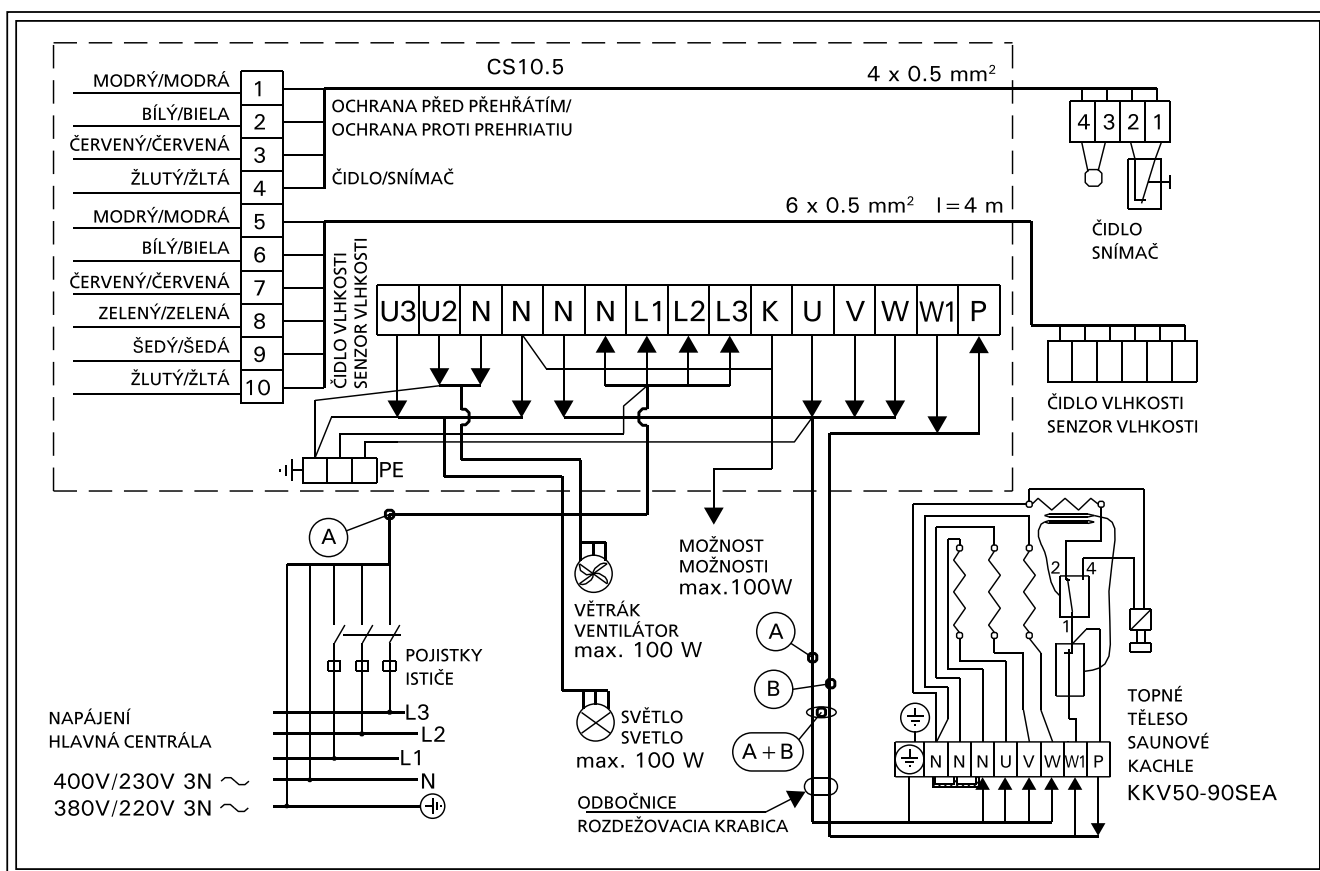 CS10.5
4 x 0.5 mm²
MODRÝ/MODRÁ 1
BÍLÝ/BIELA 2
ČERVENÝ/ČERVENÁ 3
ŽLUTÝ/ŽLTÁ 4
MODRÝ/MODRÁ 5
BÍLÝ/BIELA 6
ČERVENÝ/ČERVENÁ 7
ZELENÝ/ZELENÁ 8
ŠEDÝ/ŠEDÁ 9
ŽLUTÝ/ŽLTÁ 10
OCHRANA PŘED PŘEHŘÁTÍM/
OCHRANA PROTI PREHRIATIU
ČIDLO/SNÍMAČ
4 3 2 1
ČIDLO
SNÍMAČ
6 x 0.5 mm² l=4 m
ČIDLO VLHKOSTI
SENZOR VLHKOSTI
U3 U2 N N N N L1 L2 L3 K U V W W1 P
ČIDLO VLHKOSTI
SENZOR VLHKOSTI
PE
A
MOŽNOST
MOŽNOSTI
max.100W
VĚTRÁK
VENTILÁTOR
max. 100 W
POJISTKY
ISTIČE
SVĚTLO
SVETLO
max. 100 W
NAPÁJENÍ
HLAVNÁ CENTRÁLA
400V/230V 3N ~
380V/220V 3N ~
L3
L2
L1
N
A
B
A+B
ODBOČNICE
ROZDEŽOVACIA KRABICA
2 4
1
N N N U V W W1 P
TOPNÉ
TĚLESO
SAUNOVÉ
KACHLE
KKV50-90SEA